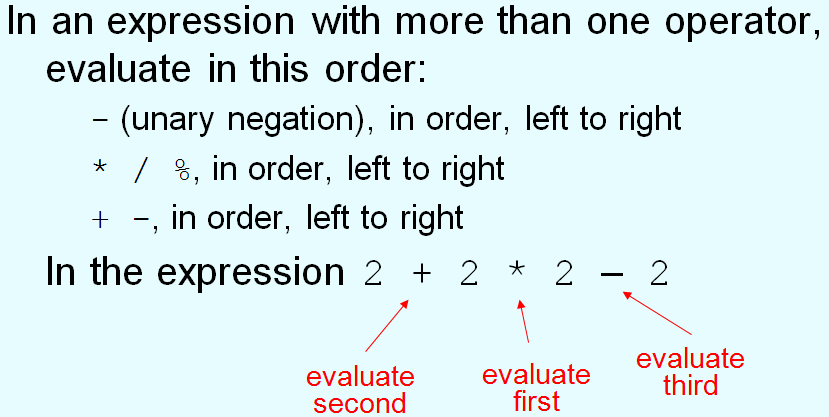 In an expression with more than one operator,
evaluate in this order:
- (unary negation), in order, left to right
* / %, in order, left to right
+ -, in order, left to right
In the expression 2 + 2 * 2 – 2
evaluate second
evaluate first
evaluate third